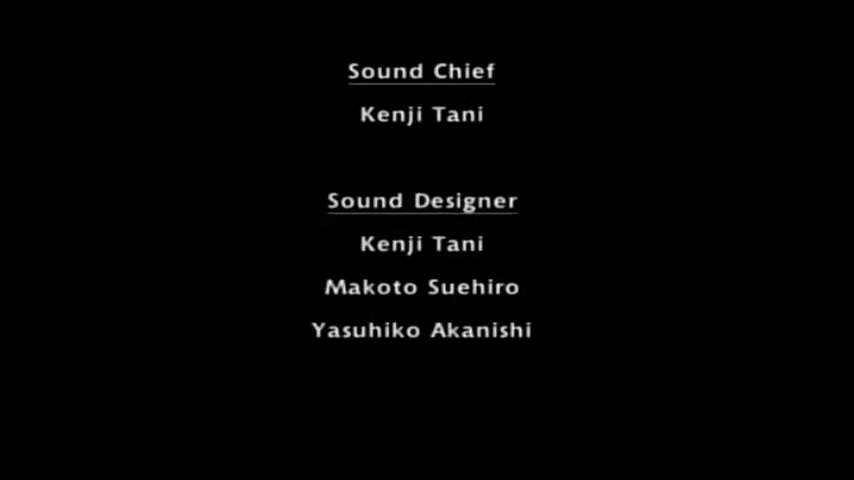 Sound Chief
Kenji Tani
Sound Designer
Kenji Tani
Makoto Suehiro
Yasuhiko Akanishi